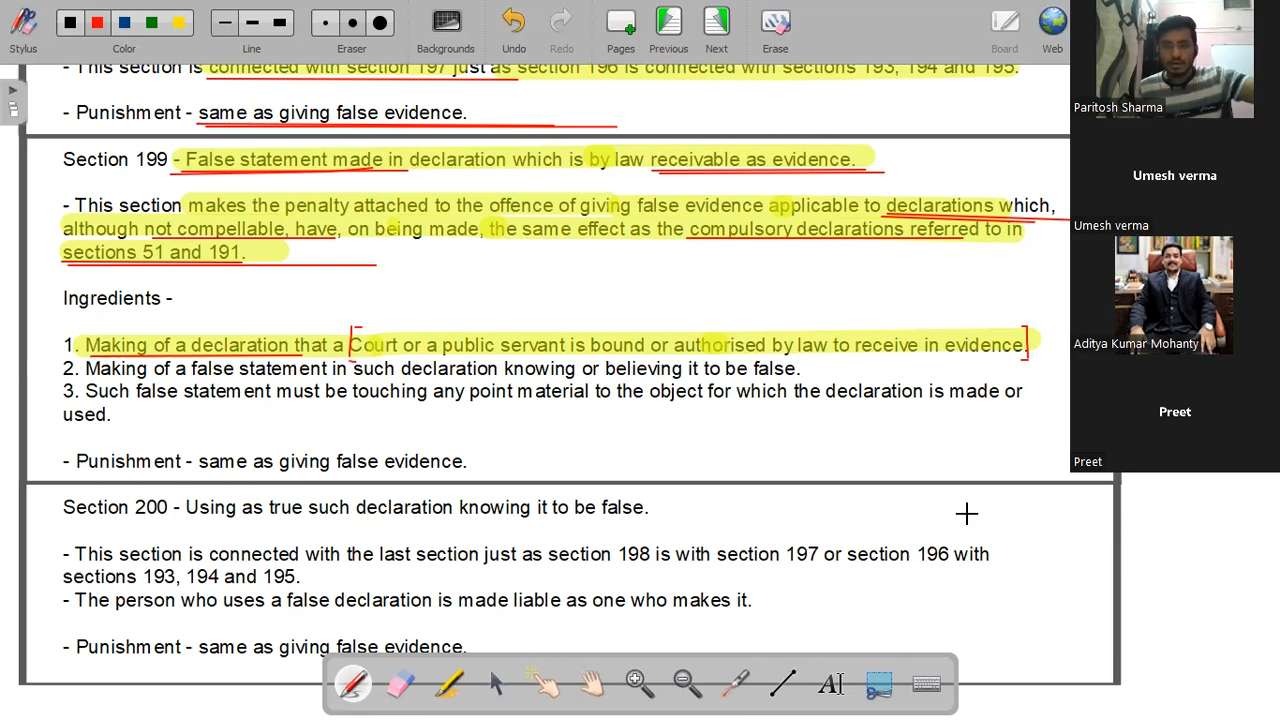 Stylus
Color
Line
Eraser
Backgrounds
Undo
Redo
Pages
Previous
Next
Erase
Board
Web
- This section is connected with section 197 just as section 196 is connected with sections 193, 194 and 195.
- Punishment - same as giving false evidence.
Section 199 - False statement made in declaration which is by law receivable as evidence.
- This section makes the penalty attached to the offence of giving false evidence applicable to declarations which,
although not compellable, have, on being made, the same effect as the compulsory declarations referred to in
sections 51 and 191.
Ingredients -
1. Making of a declaration that a Court or a public servant is bound or authorised by law to receive in evidence.
2. Making of a false statement in such declaration knowing or believing it to be false.
3. Such false statement must be touching any point material to the object for which the declaration is made or
used.
- Punishment - same as giving false evidence.
Section 200 - Using as true such declaration knowing it to be false.
- This section is connected with the last section just as section 198 is with section 197 or section 196 with
sections 193, 194 and 195.
- The person who uses a false declaration is made liable as one who makes it.
- Punishment - same as giving false evidence.
Paritosh Sharma
Umesh verma
Umesh verma
Aditya Kumar Mohanty
Preet
Preet
AI